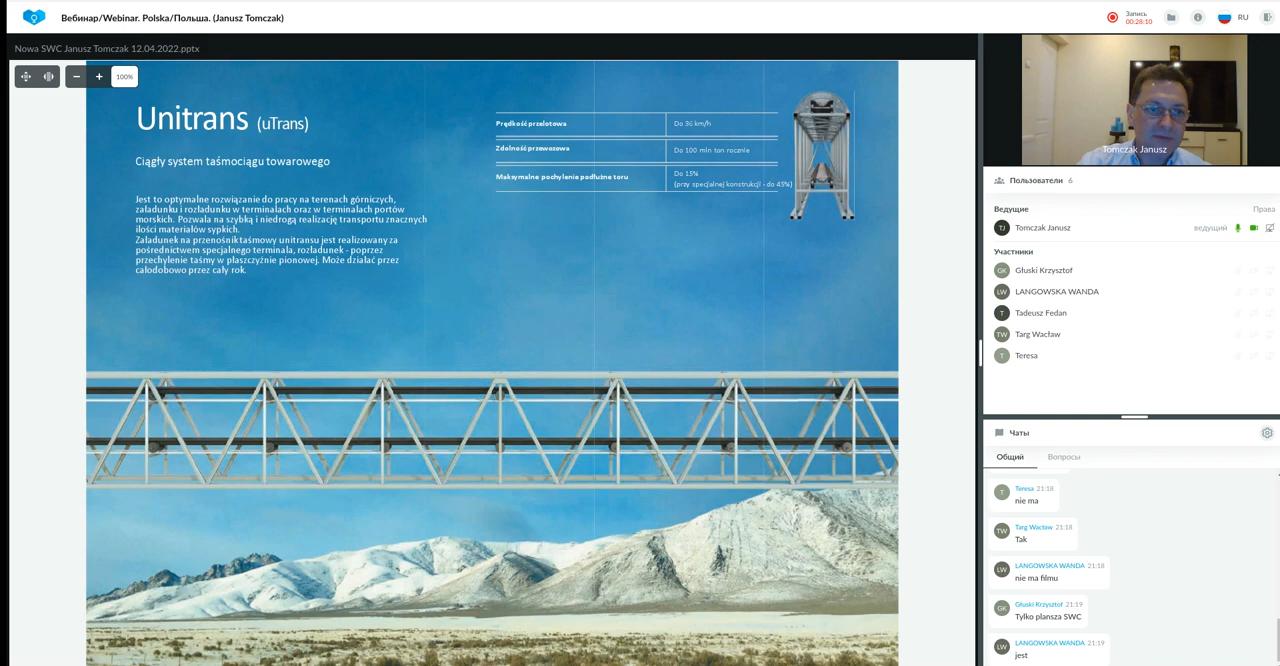 Вебинар/Webinar. Polska/Польша. (Janusz Tomczak)
Запись
00:28:10
RU
Nowa SWC Janusz Tomczak 12.04.2022.pptx
100%
Unitrans (uTrans)
Ciągły system taśmociągu towarowego
Jest to optymalne rozwiązanie do pracy na terenach górniczych,
załadunku i rozładunku w terminalach oraz w terminalach portów
morskich. Pozwala na szybką i niedrogą realizację transportu znacznych
ilości materiałów sypkich.
Załadunek na przenośnik taśmowy unitransu jest realizowany za
pośrednictwem specjalnego terminala, rozładunek - poprzez
przechylenie taśmy w płaszczyźnie pionowej. Może działać przez
całodobowo przez cały rok.
Prędkość przelotowa
Do 36 km/h
Zdolność przewozowa
Do 100 mln ton rocznie
Maksymalne pochylenia podłużne toru
Do 15%
(przy specjalnej konstrukcji - do 45%)
Tomczak Janusz
Пользователи 6
Ведущие
Права
TJ Tomczak Janusz ведущий
Участники
GK Głuski Krzysztof
LW LANGOWSKA WANDA
T Tadeusz Fedan
TW Targ Wacław
T Teresa
Чаты
Общий Вопросы
T Teresa 21:18
nie ma
TW Targ Wacław 21:18
Tak
LW LANGOWSKA WANDA 21:18
nie ma filmu
GK Głuski Krzysztof 21:19
Tylko plansza SWC
LW LANGOWSKA WANDA 21:19
jest